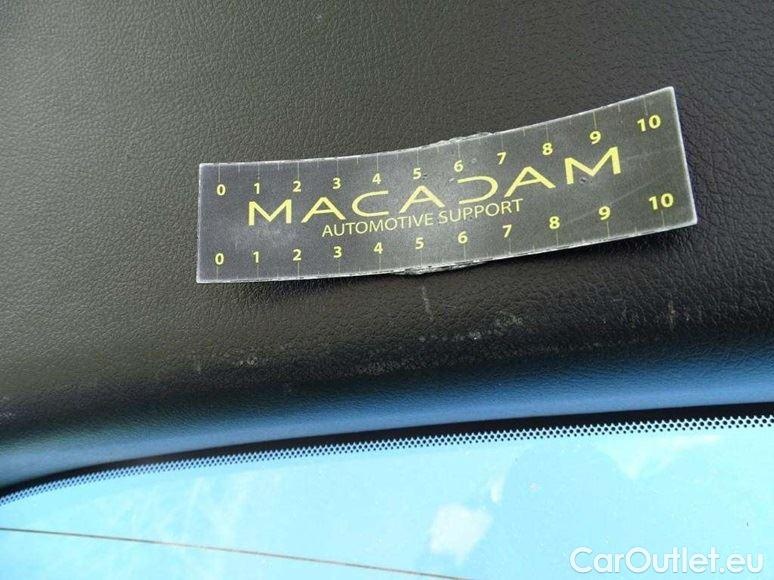 0 1 2 3 4 5 6 7 8 9 10
MACADAM
AUTOMOTIVE SUPPORT
0 1 2 3 4 5 6 7 8 9 10
CarOutlet.eu